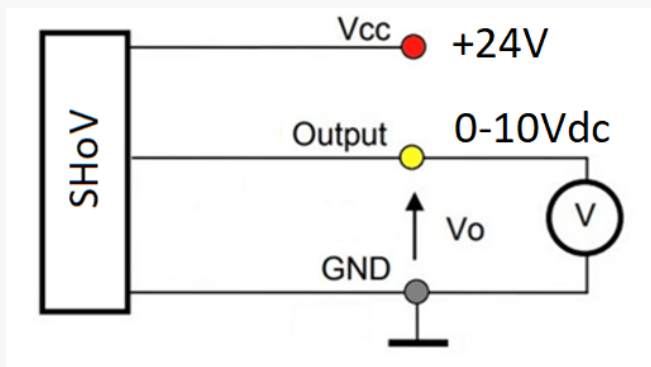 Vcc
+24V
SHoV
Output
0-10Vdc
V
Vo
GND